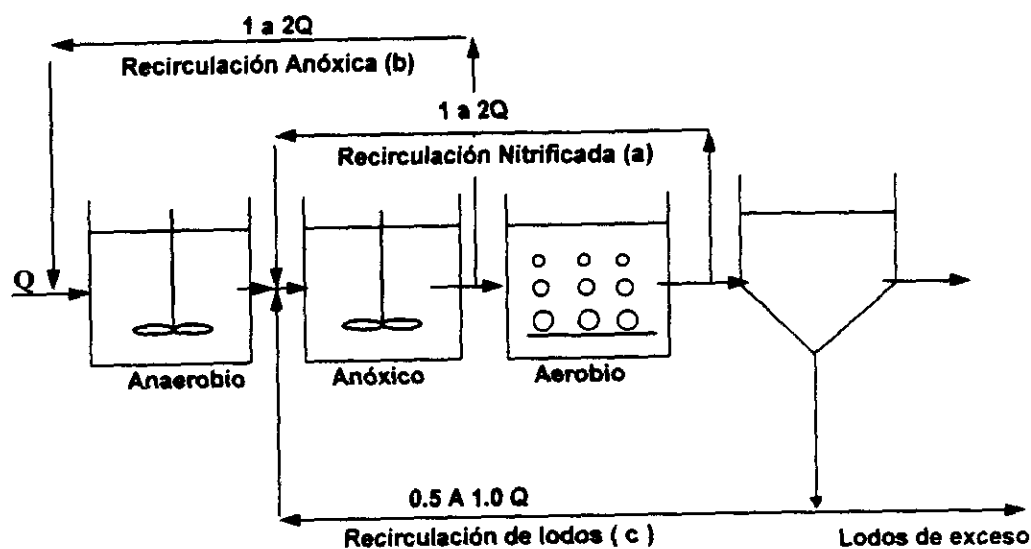 1 a 2Q
Recirculación Anóxica (b)
1 a 2Q
Recirculación Nitrificada (a)
Q
Anaerobio
Anóxico
Aerobio
0.5 A 1.0 Q
Recirculación de lodos ( c )
Lodos de exceso